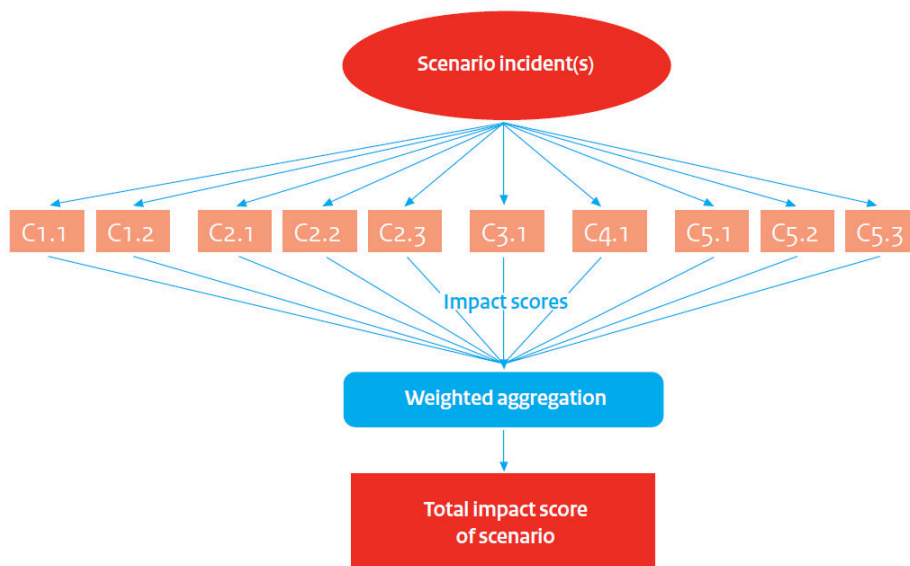 Scenario incident(s)
C1.1 C1.2 C2.1 C2.2 C2.3 C3.1 C4.1 C5.1 C5.2 C5.3
Impact scores
Weighted aggregation
Total impact score
of scenario